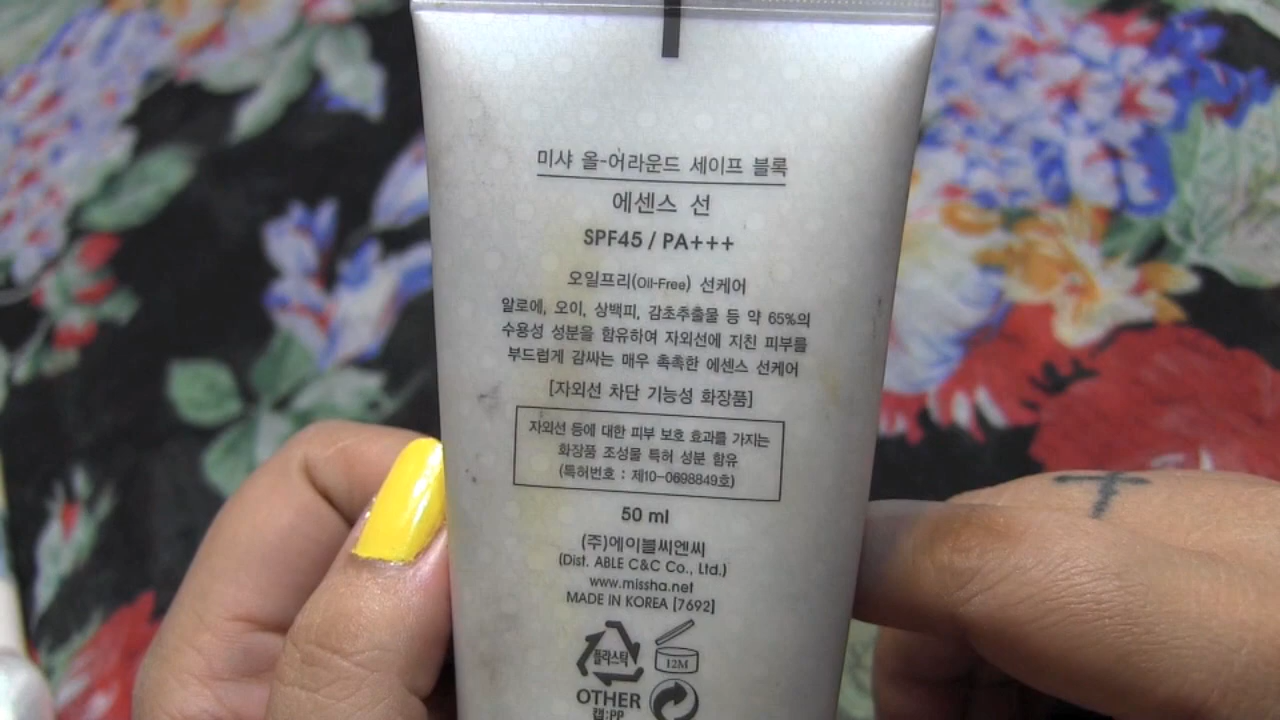 미샤 올-어라운드 세이프 블록
에센스 선
SPF45 / PA+++
오일프리(Oil-Free) 선케어
알로에, 오이, 상백피, 감초추출물 등 약 65%의
수용성 성분을 함유하여 자외선에 지친 피부를
부드럽게 감싸는 매우 촉촉한 에센스 선케어
[자외선 차단 기능성 화장품]
자외선 등에 대한 피부 보호 효과를 가지는
화장품 조성물 특허 성분 함유
(특허번호 : 제10-0698849호)
50 ml
(주)에이블씨엔씨
(Dist. ABLE C&C Co., Ltd.)
www.missha.net
MADE IN KOREA [7692]
플라스틱
12M
OTHER
캡:PP